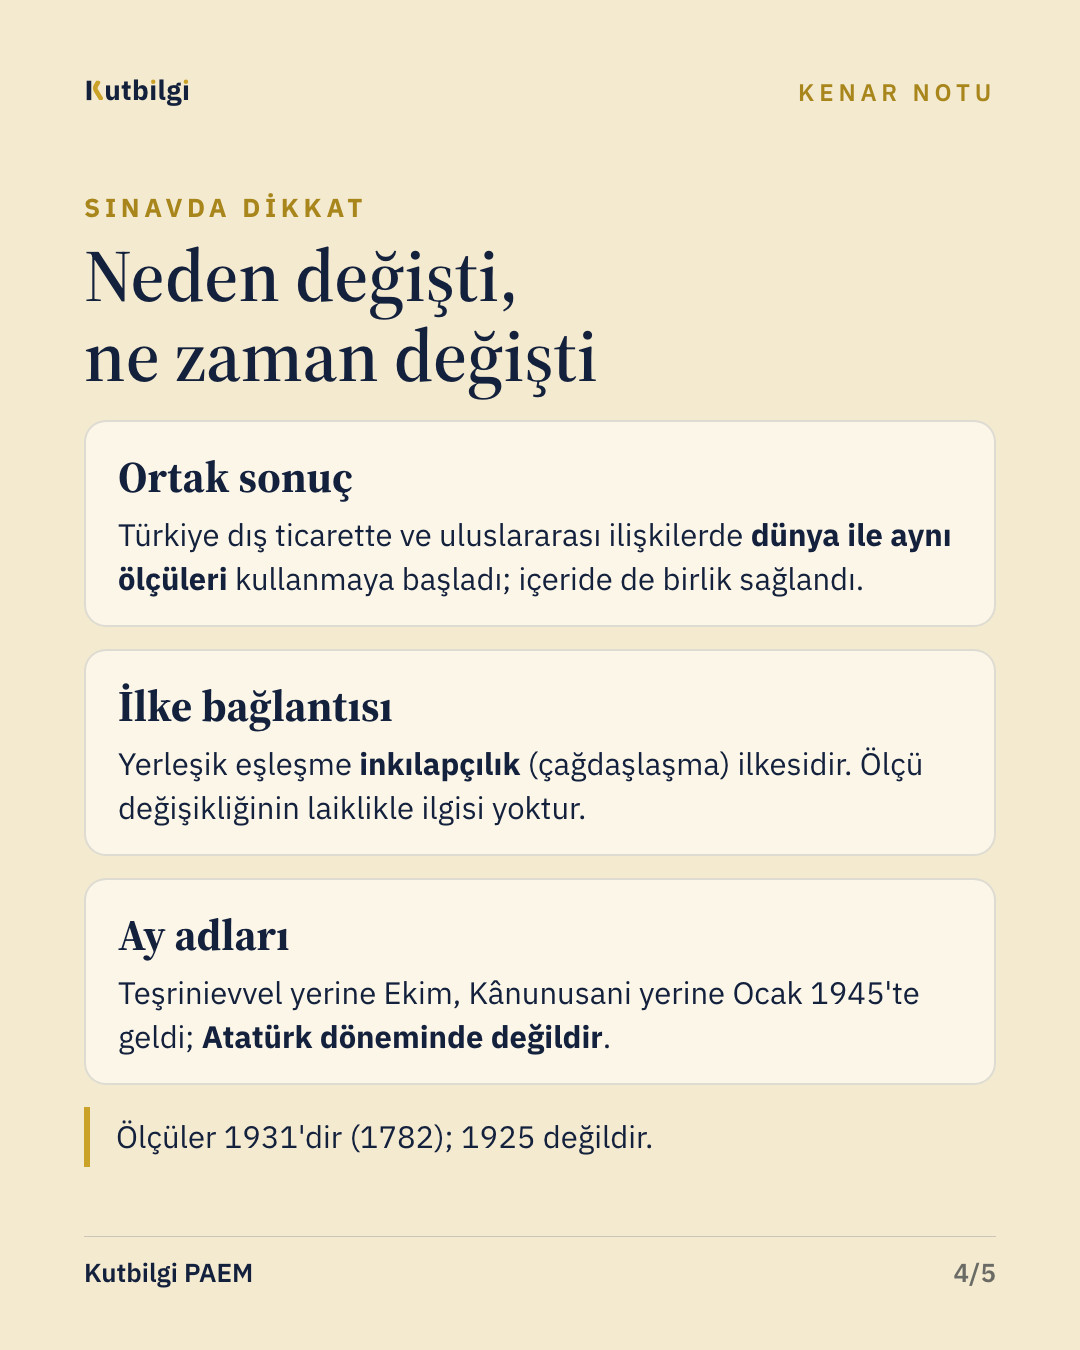 Kutbilgi
KENAR NOTU
SINAVDA DİKKAT
Neden değişti,
ne zaman değişti
Ortak sonuç
Türkiye dış ticarette ve uluslararası ilişkilerde dünya ile aynı
ölçüleri kullanmaya başladı; içeride de birlik sağlandı.
İlke bağlantısı
Yerleşik eşleşme inkılapçılık (çağdaşlaşma) ilkesidir. Ölçü
değişikliğinin laiklikle ilgisi yoktur.
Ay adları
Teşrinievvel yerine Ekim, Kânunusani yerine Ocak 1945'te
geldi; Atatürk döneminde değildir.
Ölçüler 1931'dir (1782); 1925 değildir.
Kutbilgi PAEM
4/5